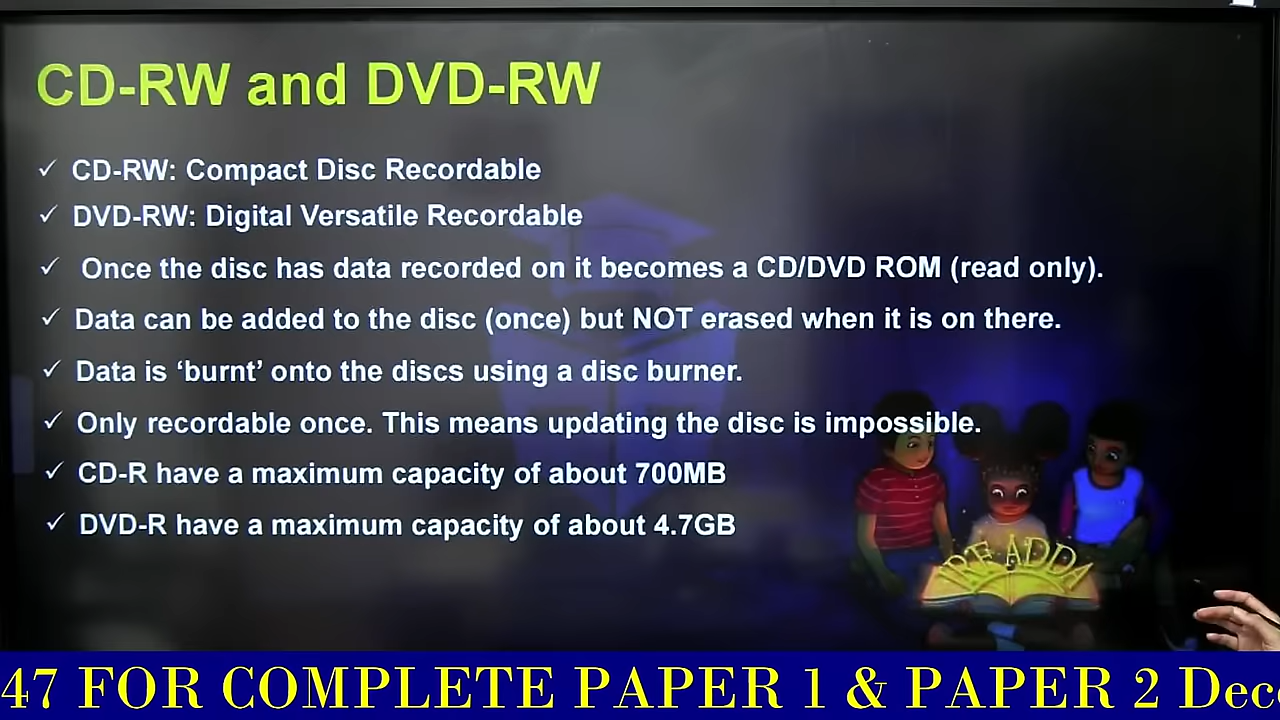 CD-RW and DVD-RW
✓ CD-RW: Compact Disc Recordable
✓ DVD-RW: Digital Versatile Recordable
✓ Once the disc has data recorded on it becomes a CD/DVD ROM (read only).
✓ Data can be added to the disc (once) but NOT erased when it is on there.
✓ Data is ‘burnt’ onto the discs using a disc burner.
✓ Only recordable once. This means updating the disc is impossible.
✓ CD-R have a maximum capacity of about 700MB
✓ DVD-R have a maximum capacity of about 4.7GB
ADDA
47 FOR COMPLETE PAPER 1 & PAPER 2 Dec